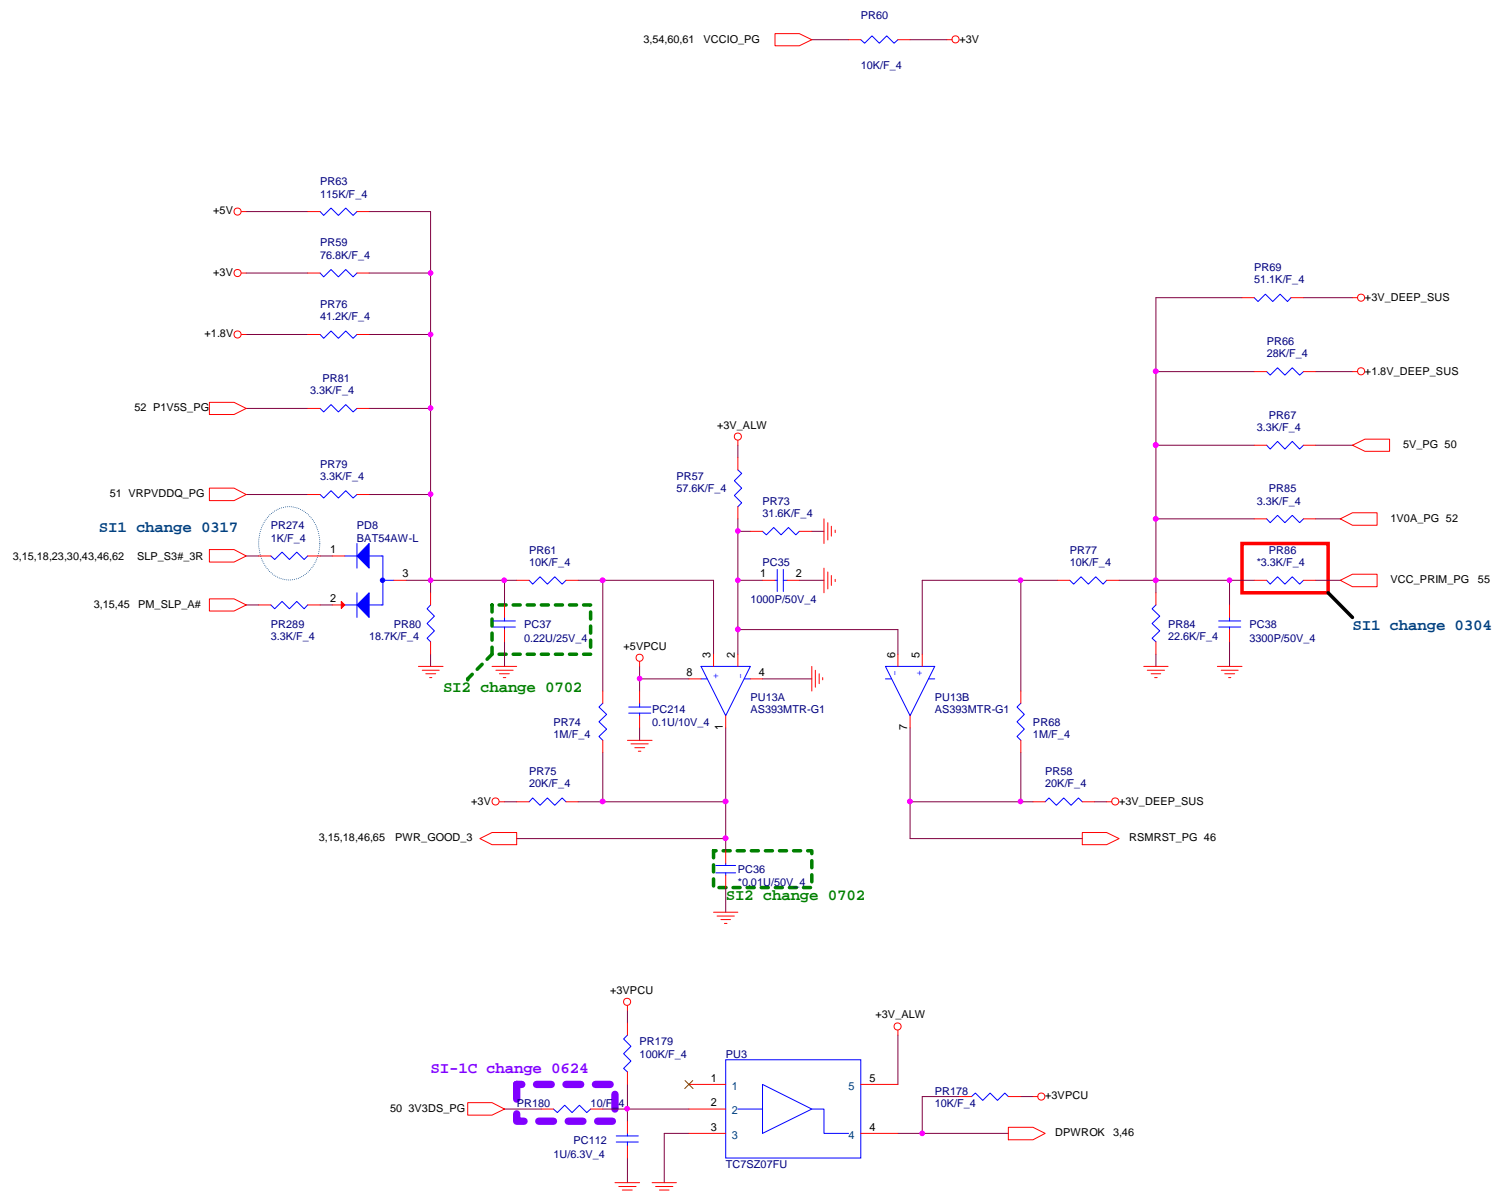 PR60
3,54,60,61 VCCIO_PG
+3V
10K/F_4
PR63
115K/F_4
+5V
PR59
76.8K/F_4
+3V
PR76
41.2K/F_4
+1.8V
PR81
3.3K/F_4
52 P1V5S_PG
PR79
3.3K/F_4
51 VRPVDDQ_PG
SI1 change 0317
PR274
1K/F_4
PD8
BAT54AW-L
3,15,18,23,30,43,46,62 SLP_S3#_3R
1
3
3,15,45 PM_SLP_A#
2
PR289
3.3K/F_4
PR80
18.7K/F_4
PR61
10K/F_4
PC37
0.22U/25V_4
SI2 change 0702
+3V_ALW
PR57
57.6K/F_4
PR73
31.6K/F_4
PC35
1 2
1000P/50V_4
+5VPCU
8
3
2
4
PU13A
AS393MTR-G1
1
PC214
0.1U/10V_4
PR74
1M/F_4
PR75
20K/F_4
+3V
3,15,18,46,65 PWR_GOOD_3
PC36
*0.01U/50V_4
SI2 change 0702
PR69
51.1K/F_4
+3V_DEEP_SUS
PR66
28K/F_4
+1.8V_DEEP_SUS
PR67
3.3K/F_4
5V_PG 50
PR85
3.3K/F_4
1V0A_PG 52
PR86
*3.3K/F_4
VCC_PRIM_PG 55
SI1 change 0304
PR77
10K/F_4
PR84
22.6K/F_4
PC38
3300P/50V_4
6
5
PU13B
AS393MTR-G1
7
PR68
1M/F_4
PR58
20K/F_4
+3V_DEEP_SUS
RSMRST_PG 46
+3VPCU
PR179
100K/F_4
SI-1C change 0624
50 3V3DS_PG
PR180
10/F_4
PC112
1U/6.3V_4
PU3
1 1
2 2
3 3
5 5
4 4
TC7SZ07FU
+3V_ALW
PR178
10K/F_4
+3VPCU
DPWROK 3,46